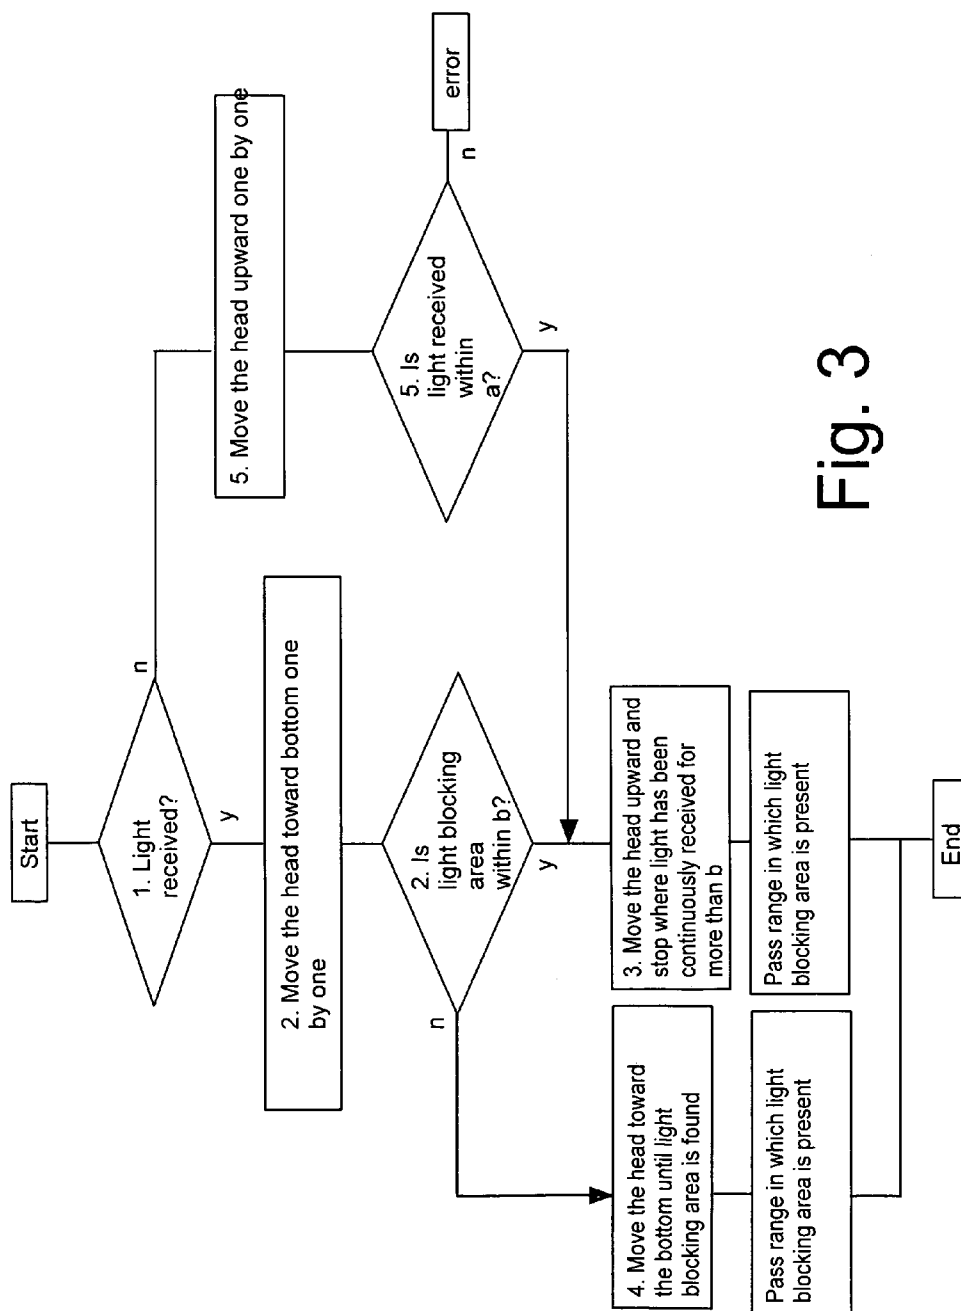 Start
1. Light
received?
n
y
5. Move the head upward one by one
2. Move the head toward bottom one
by one
5. Is
light received
within
a?
n
error
y
2. Is
light blocking
area
within b?
n
y
3. Move the head upward and
stop where light has been
continuously received for
more than b
4. Move the head toward
the bottom until light
blocking area is found
Pass range in which light
blocking area is present
Pass range in which light
blocking area is present
End
Fig. 3